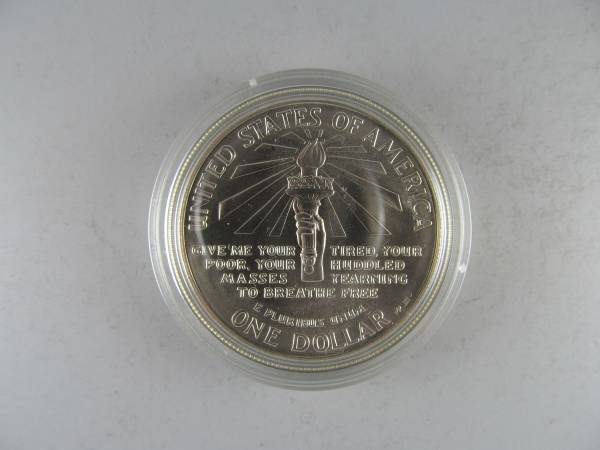 UNITED STATES OF AMERICA
GIVE ME YOUR TIRED, YOUR
POOR, YOUR HUDDLED
MASSES YEARNING
TO BREATHE FREE
E PLURIBUS UNUM
ONE DOLLAR